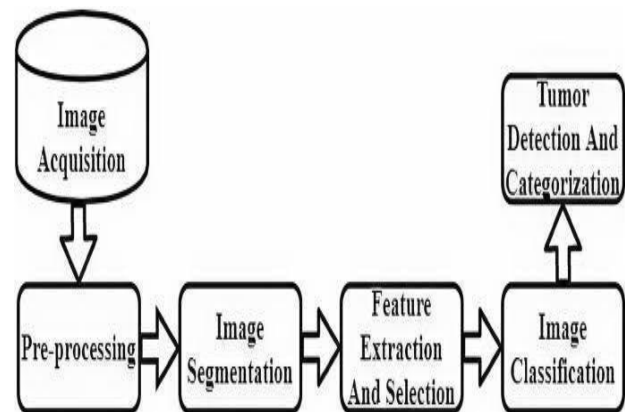 Image
Acquisition
Pre-processing
Image
Segmentation
Feature
Extraction
And Selection
Image
Classification
Tumor
Detection And
Categorization